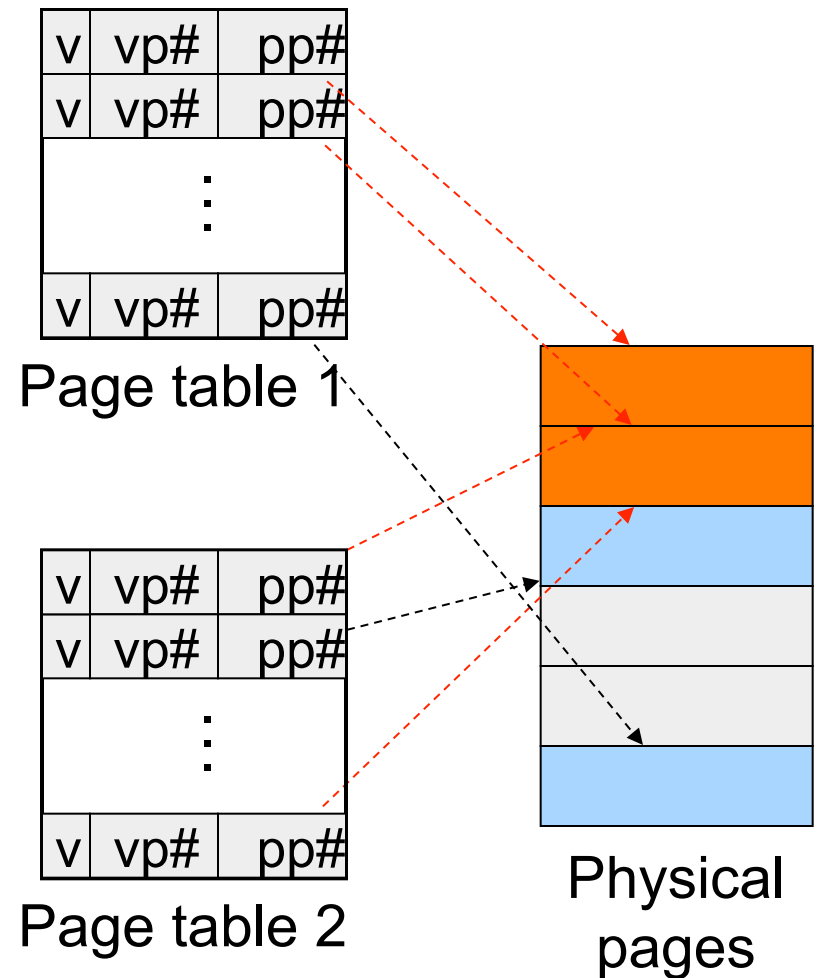 v vp# pp#
v vp# pp#
⋮
v vp# pp#
Page table 1
v vp# pp#
v vp# pp#
⋮
v vp# pp#
Page table 2
Physical
pages